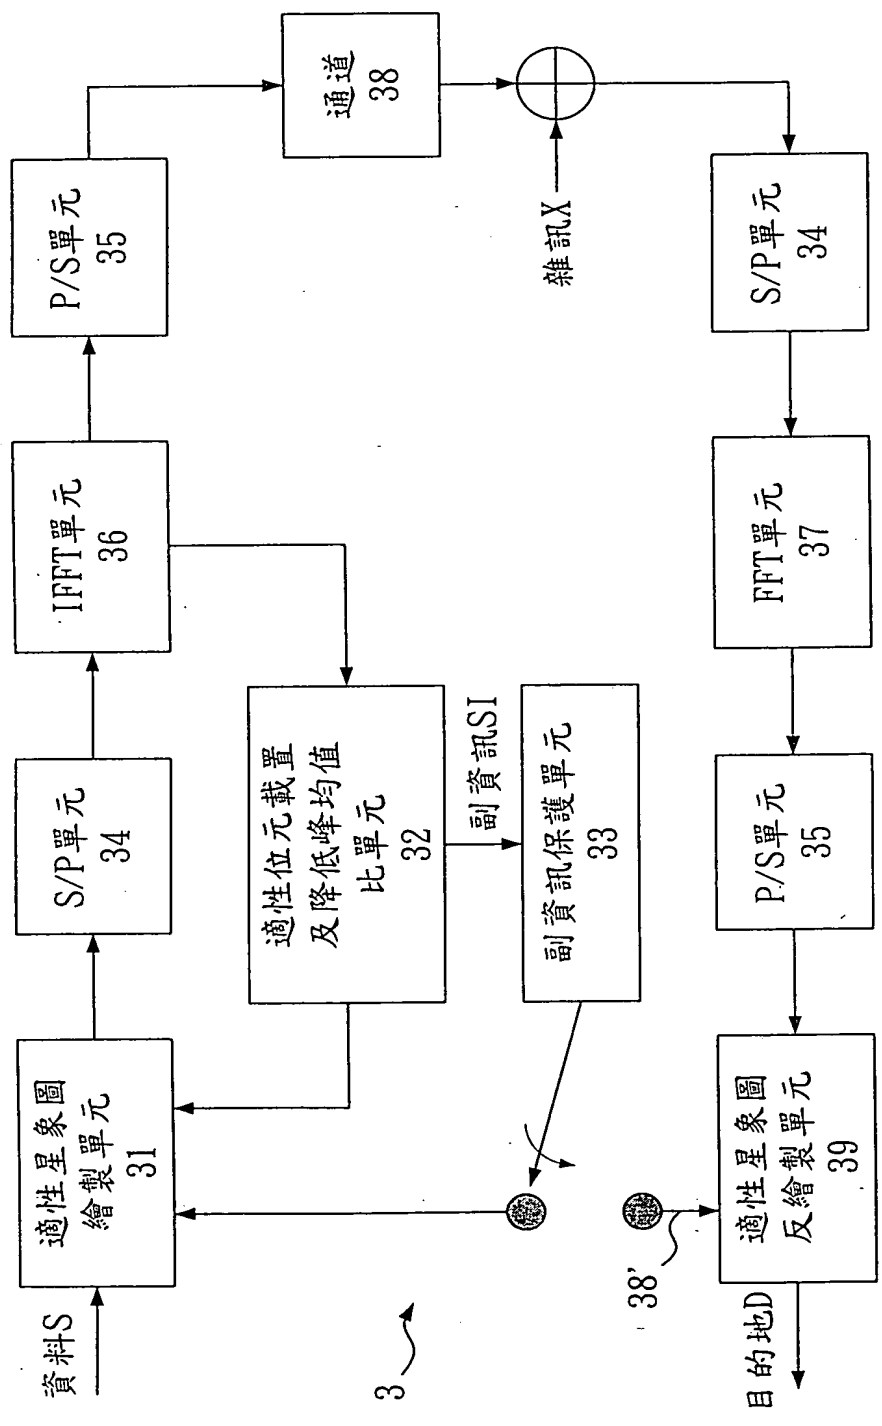 資料S
適性星象圖
繪製單元
31
S/P單元
34
IFFT單元
36
P/S單元
35
通道
38
雜訊X
適性位元載置
及降低峰均值
比單元
32
副資訊SI
副資訊保護單元
33
3
38'
目的地D
適性星象圖
反繪製單元
39
P/S單元
35
FFT單元
37
S/P單元
34